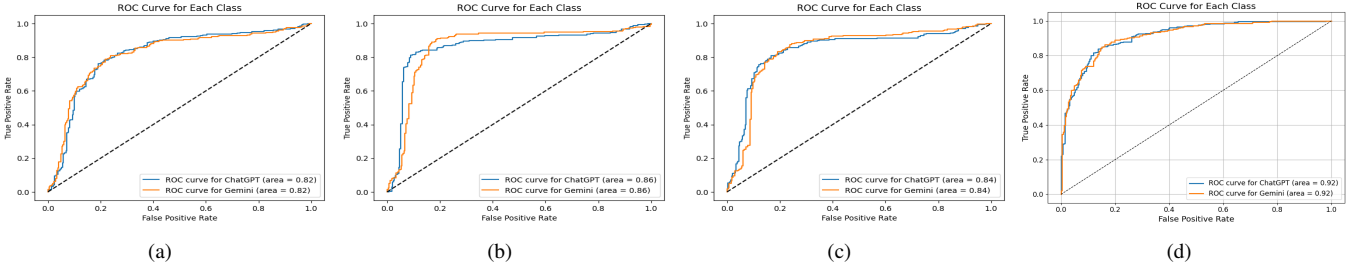 ROC Curve for Each Class
1.0
0.8
0.6
0.4
0.2
0.0
True Positive Rate
ROC curve for ChatGPT (area = 0.82)
ROC curve for Gemini (area = 0.82)
0.0 0.2 0.4 0.6 0.8 1.0
False Positive Rate
(a)
ROC Curve for Each Class
1.0
0.8
0.6
0.4
0.2
0.0
True Positive Rate
ROC curve for ChatGPT (area = 0.86)
ROC curve for Gemini (area = 0.86)
0.0 0.2 0.4 0.6 0.8 1.0
False Positive Rate
(b)
ROC Curve for Each Class
1.0
0.8
0.6
0.4
0.2
0.0
True Positive Rate
ROC curve for ChatGPT (area = 0.84)
ROC curve for Gemini (area = 0.84)
0.0 0.2 0.4 0.6 0.8 1.0
False Positive Rate
(c)
ROC Curve for Each Class
1.0
0.8
0.6
0.4
0.2
0.0
True Positive Rate
ROC curve for ChatGPT (area = 0.92)
ROC curve for Gemini (area = 0.92)
0.0 0.2 0.4 0.6 0.8 1.0
False Positive Rate
(d)